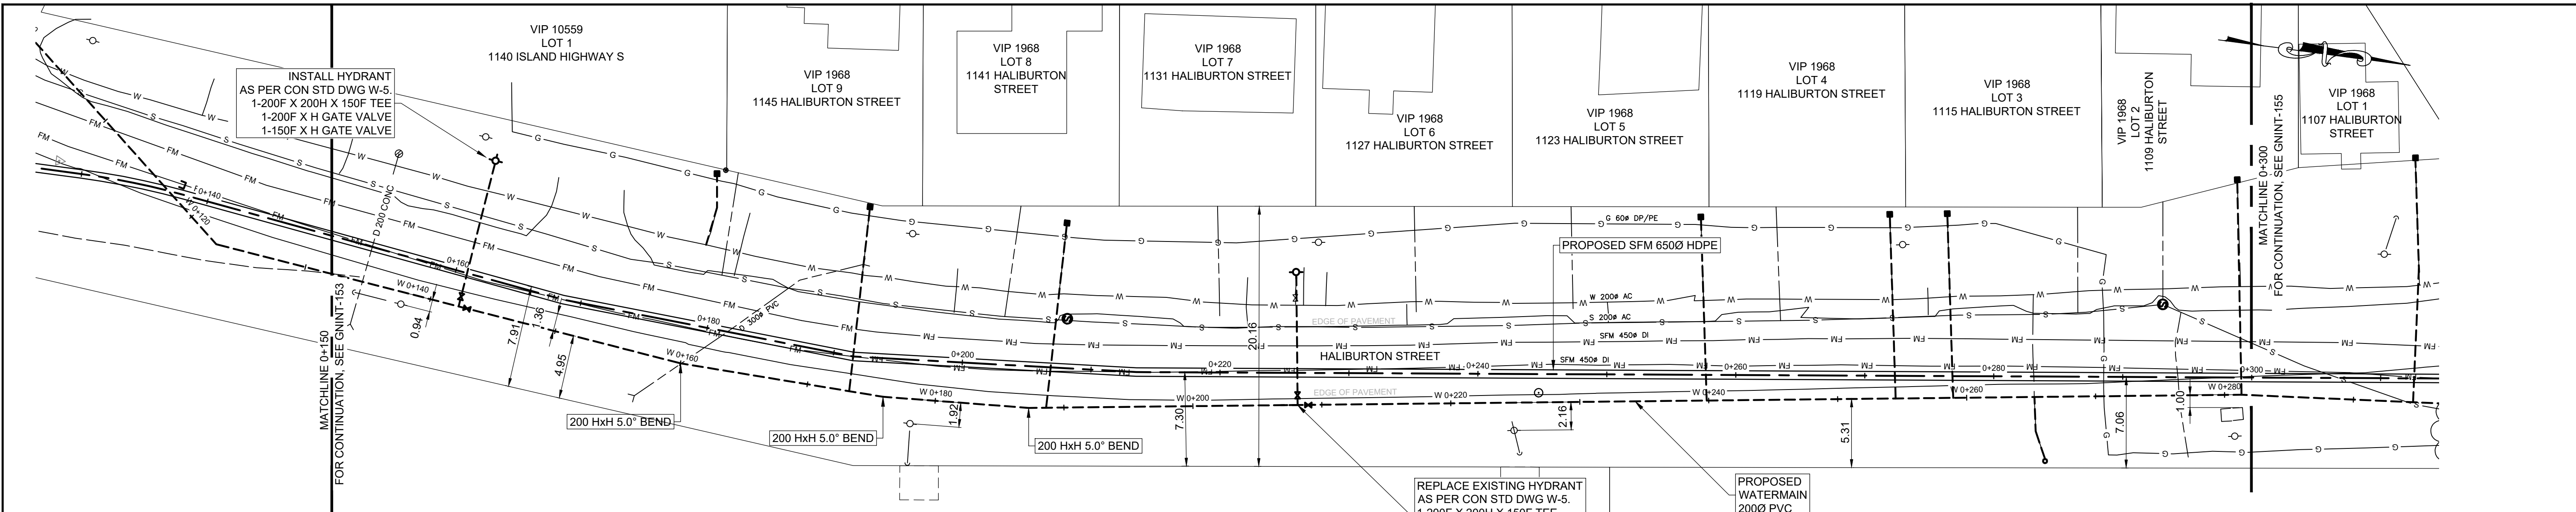 VIP 10559
LOT 1
1140 ISLAND HIGHWAY S
INSTALL HYDRANT
AS PER CON STD DWG W-5.
1-200F X 200H X 150F TEE
1-200F X H GATE VALVE
1-150F X H GATE VALVE
VIP 1968
LOT 9
1145 HALIBURTON STREET
VIP 1968
LOT 8
1141 HALIBURTON
STREET
VIP 1968
LOT 7
1131 HALIBURTON STREET
VIP 1968
LOT 6
1127 HALIBURTON STREET
VIP 1968
LOT 5
1123 HALIBURTON STREET
VIP 1968
LOT 4
1119 HALIBURTON STREET
VIP 1968
LOT 3
1115 HALIBURTON STREET
VIP 1968
LOT 2
1109 HALIBURTON
STREET
VIP 1968
LOT 1
1107 HALIBURTON
STREET
MATCHLINE 0+300
FOR CONTINUATION, SEE GNINT-155
MATCHLINE 0+150
FOR CONTINUATION, SEE GNINT-153
D 200 CONC
D 300ø PVC
G 60ø DP/PE
PROPOSED SFM 650Ø HDPE
W 200ø AC
S 200ø AC
SFM 450ø DI
SFM 450ø DI
EDGE OF PAVEMENT
HALIBURTON STREET
EDGE OF PAVEMENT
0+140
0+160
0+180
0+200
0+220
0+240
0+260
0+280
0+300
W 0+120
W 0+140
W 0+160
W 0+180
W 0+200
W 0+220
W 0+240
W 0+260
W 0+280
0.94
7.91
1.36
4.95
1.92
7.30
20.16
2.16
5.31
7.06
1.00
200 HxH 5.0° BEND
200 HxH 5.0° BEND
200 HxH 5.0° BEND
REPLACE EXISTING HYDRANT
AS PER CON STD DWG W-5.
1-200F X 200H X 150F TEE
PROPOSED
WATERMAIN
200Ø PVC